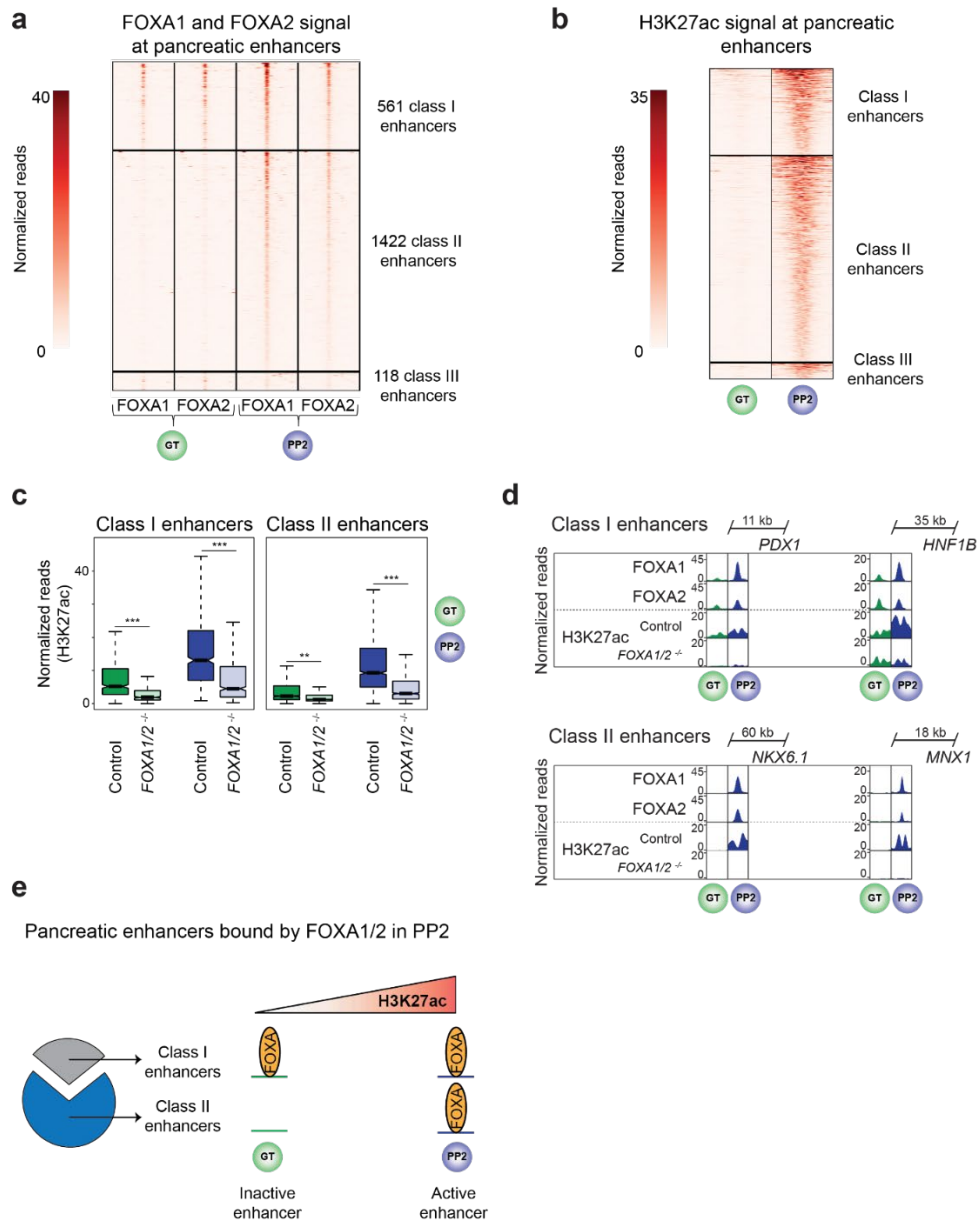 a
FOXA1 and FOXA2 signal
at pancreatic enhancers
40
Normalized reads
0
561 class I
enhancers
1422 class II
enhancers
118 class III
enhancers
FOXA1 FOXA2 FOXA1 FOXA2
GT PP2
b
H3K27ac signal at pancreatic
enhancers
35
Normalized reads
0
Class I
enhancers
Class II
enhancers
Class III
enhancers
GT PP2
c
Class I enhancers Class II enhancers
Normalized reads
(H3K27ac)
40
0
*** *** ** ***
GT
PP2
Control FOXA1/2 -/- Control FOXA1/2 -/- Control FOXA1/2 -/- Control FOXA1/2 -/-
d
Class I enhancers 11 kb 35 kb
PDX1 HNF1B
Normalized reads
FOXA1 45 0 20 0
FOXA2 45 0 20 0
H3K27ac Control 20 0 20 0
FOXA1/2 -/- 20 0 20 0
GT PP2 GT PP2
Class II enhancers 60 kb 18 kb
NKX6.1 MNX1
Normalized reads
FOXA1 45 0 20 0
FOXA2 45 0 20 0
H3K27ac Control 20 0 20 0
FOXA1/2 -/- 20 0 20 0
GT PP2 GT PP2
e
Pancreatic enhancers bound by FOXA1/2 in PP2
H3K27ac
Class I
enhancers
FOXA FOXA
Class II
enhancers
FOXA
GT PP2
Inactive
enhancer
Active
enhancer